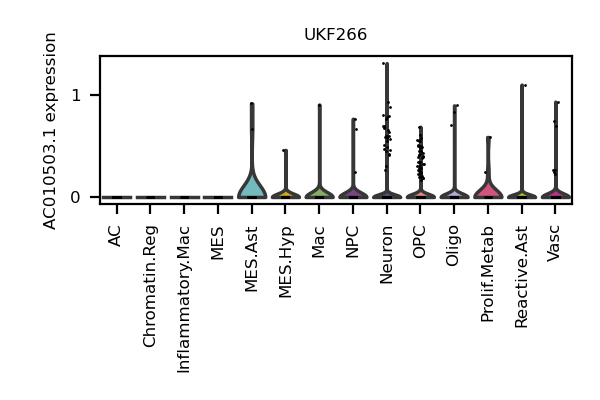 UKF266
AC010503.1 expression
1
0
AC
Chromatin.Reg
Inflammatory.Mac
MES
MES.Ast
MES.Hyp
Mac
NPC
Neuron
OPC
Oligo
Prolif.Metab
Reactive.Ast
Vasc